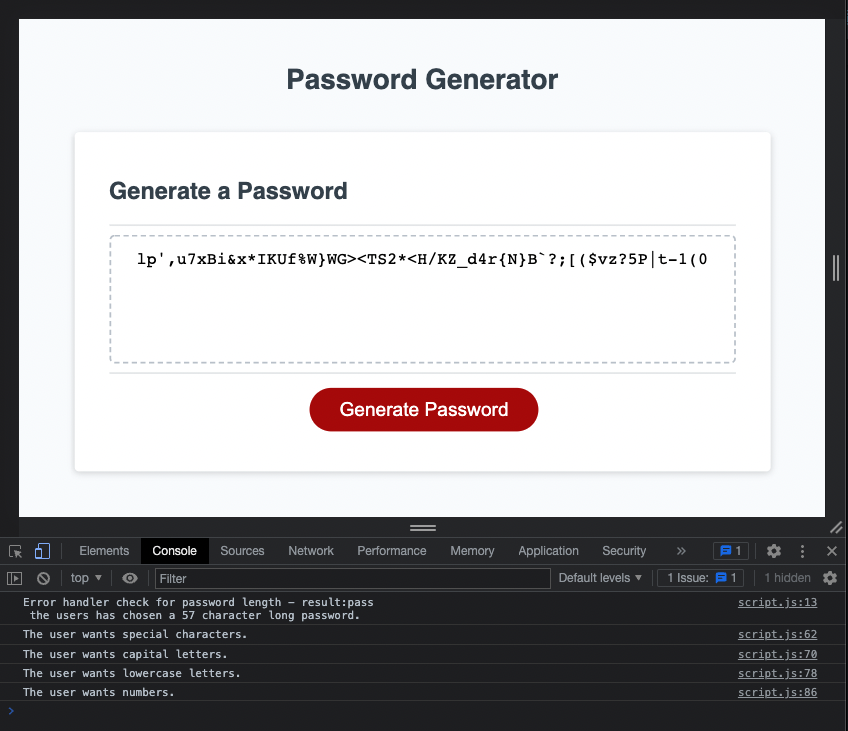 Password Generator
Generate a Password
lp',u7xBi&x*IKUf%W}WG><TS2*<H/KZ_d4r{N}B`?;[($vz?5P|t-1(0
Generate Password
Elements Console Sources Network Performance Memory Application Security » 1
top ▼ Filter Default levels ▼ 1 Issue: 1 1 hidden
Error handler check for password length – result:pass script.js:13
the users has chosen a 57 character long password.
The user wants special characters. script.js:62
The user wants capital letters. script.js:70
The user wants lowercase letters. script.js:78
The user wants numbers. script.js:86
>